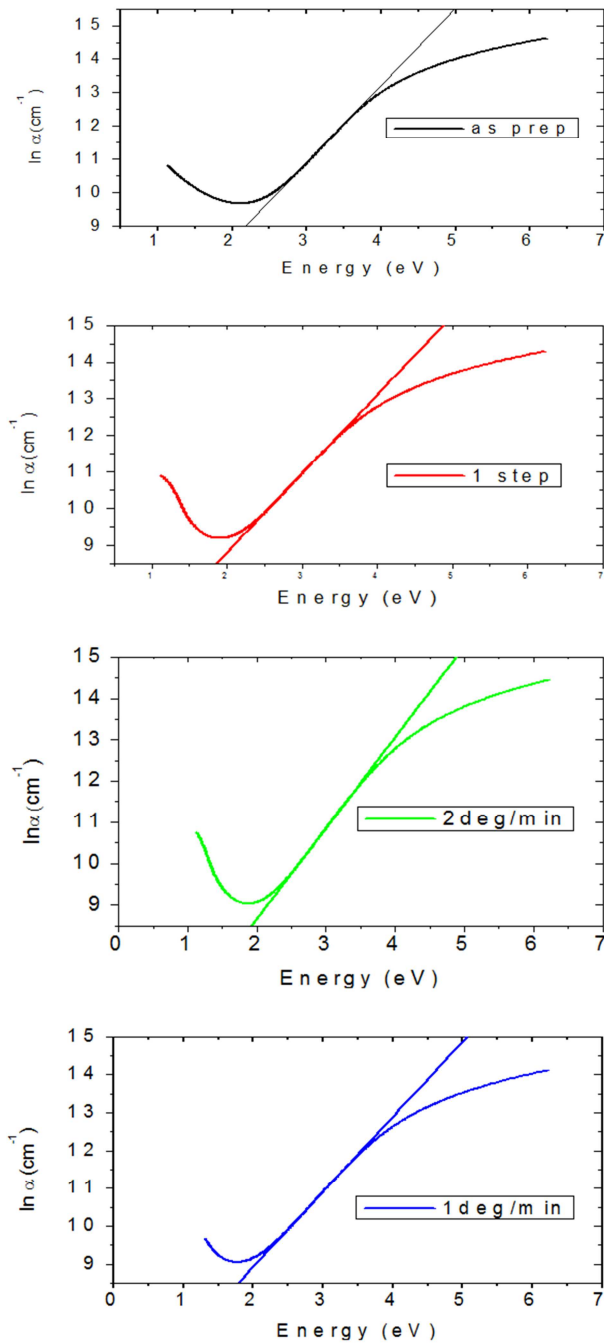 15
14
13
12
11
10
9
ln α(cm⁻¹)
as prep
1 2 3 4 5 6 7
Energy (eV)
15
14
13
12
11
10
9
ln α(cm⁻¹)
1 step
1 2 3 4 5 6 7
Energy (eV)
15
14
13
12
11
10
9
lnα(cm⁻¹)
2deg/min
0 1 2 3 4 5 6 7
Energy (eV)
15
14
13
12
11
10
9
ln α(cm⁻¹)
1deg/min
0 1 2 3 4 5 6 7
Energy (eV)